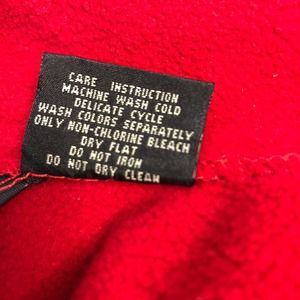 CARE INSTRUCTION
MACHINE WASH COLD
DELICATE CYCLE
WASH COLORS SEPARATELY
ONLY NON-CHLORINE BLEACH
DRY FLAT
DO NOT IRON
DO NOT DRY CLEAN